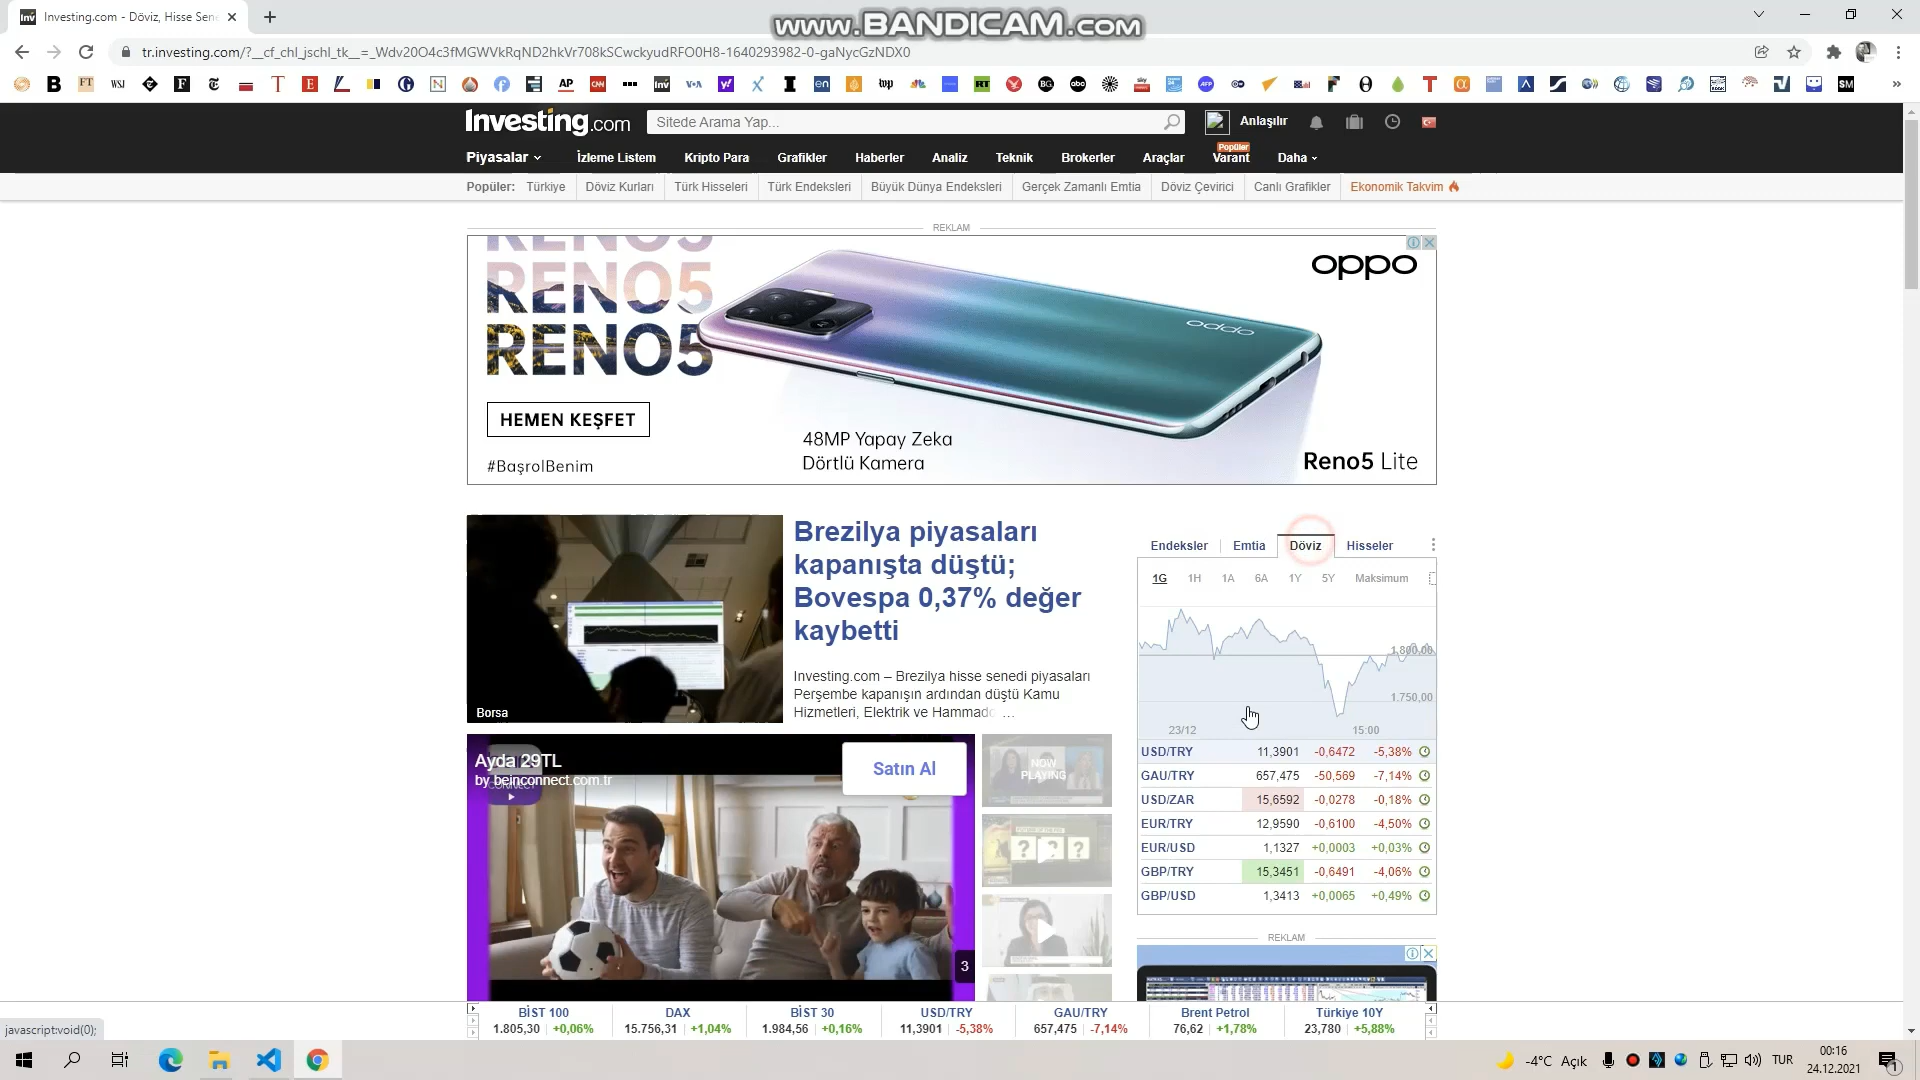 Investing.com - Döviz, Hisse Sene
www.BANDICAM.com
tr.investing.com/?__cf_chl_jschl_tk__=_Wdv20O4c3fMGWVkRqND2hkVr708kSCwckyudRFO0H8-1640293982-0-gaNycGzNDX0
Investing.com
Sitede Arama Yap...
Anlaşılır
Piyasalar
İzleme Listem
Kripto Para
Grafikler
Haberler
Analiz
Teknik
Brokerler
Araçlar
Popüler
Varant
Daha
Popüler:
Türkiye
Döviz Kurları
Türk Hisseleri
Türk Endeksleri
Büyük Dünya Endeksleri
Gerçek Zamanlı Emtia
Döviz Çevirici
Canlı Grafikler
Ekonomik Takvim
REKLAM
RENO5
RENO5
RENO5
oppo
oppo
HEMEN KEŞFET
#BaşrolBenim
48MP Yapay Zeka
Dörtlü Kamera
Reno5 Lite
Borsa
Brezilya piyasaları
kapanışta düştü;
Bovespa 0,37% değer
kaybetti
Investing.com – Brezilya hisse senedi piyasaları
Perşembe kapanışın ardından düştü Kamu
Hizmetleri, Elektrik ve Hammadd ...
Endeksler
Emtia
Döviz
Hisseler
1G 1H 1A 6A 1Y 5Y Maksimum
1.800,00
1.750,00
23/12 15:00
USD/TRY 11,3901 -0,6472 -5,38%
GAU/TRY 657,475 -50,569 -7,14%
USD/ZAR 15,6592 -0,0278 -0,18%
EUR/TRY 12,9590 -0,6100 -4,50%
EUR/USD 1,1327 +0,0003 +0,03%
GBP/TRY 15,3451 -0,6491 -4,06%
GBP/USD 1,3413 +0,0065 +0,49%
REKLAM
Ayda 29TL
by beinconnect.com.tr
CONNECT
Satın Al
3
NOW
PLAYING
? ? ?
BİST 100 DAX BİST 30 USD/TRY GAU/TRY Brent Petrol Türkiye 10Y
1.805,30 +0,06% 15.756,31 +1,04% 1.984,56 +0,16% 11,3901 -5,38% 657,475 -7,14% 76,62 +1,78% 23,780 +5,88%
javascript:void(0);
-4°C Açık
TUR
00:16
24.12.2021
1